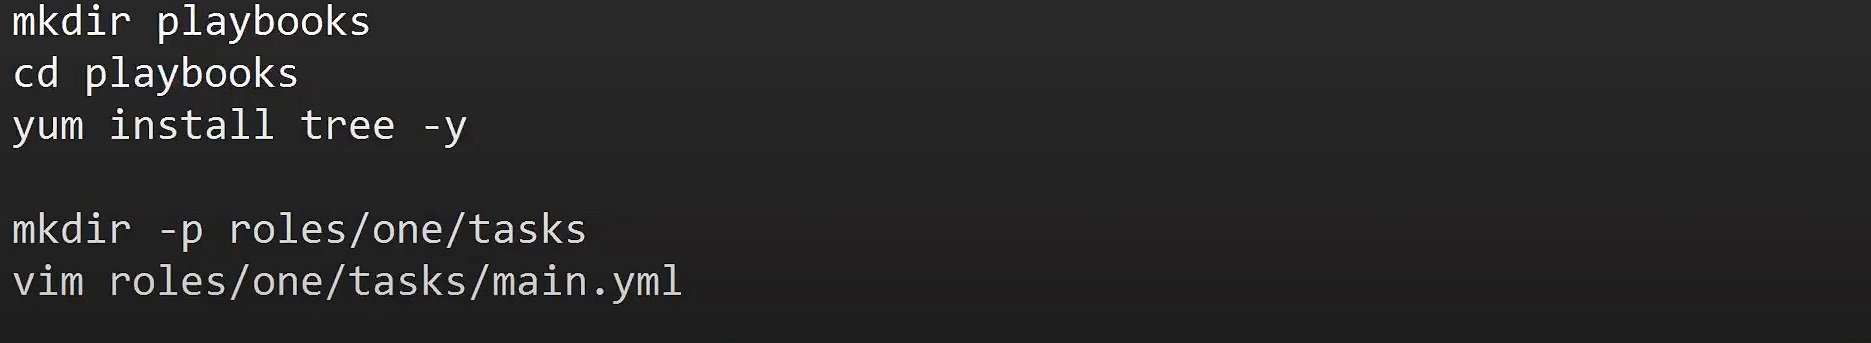 mkdir playbooks
cd playbooks
yum install tree -y
mkdir -p roles/one/tasks
vim roles/one/tasks/main.yml